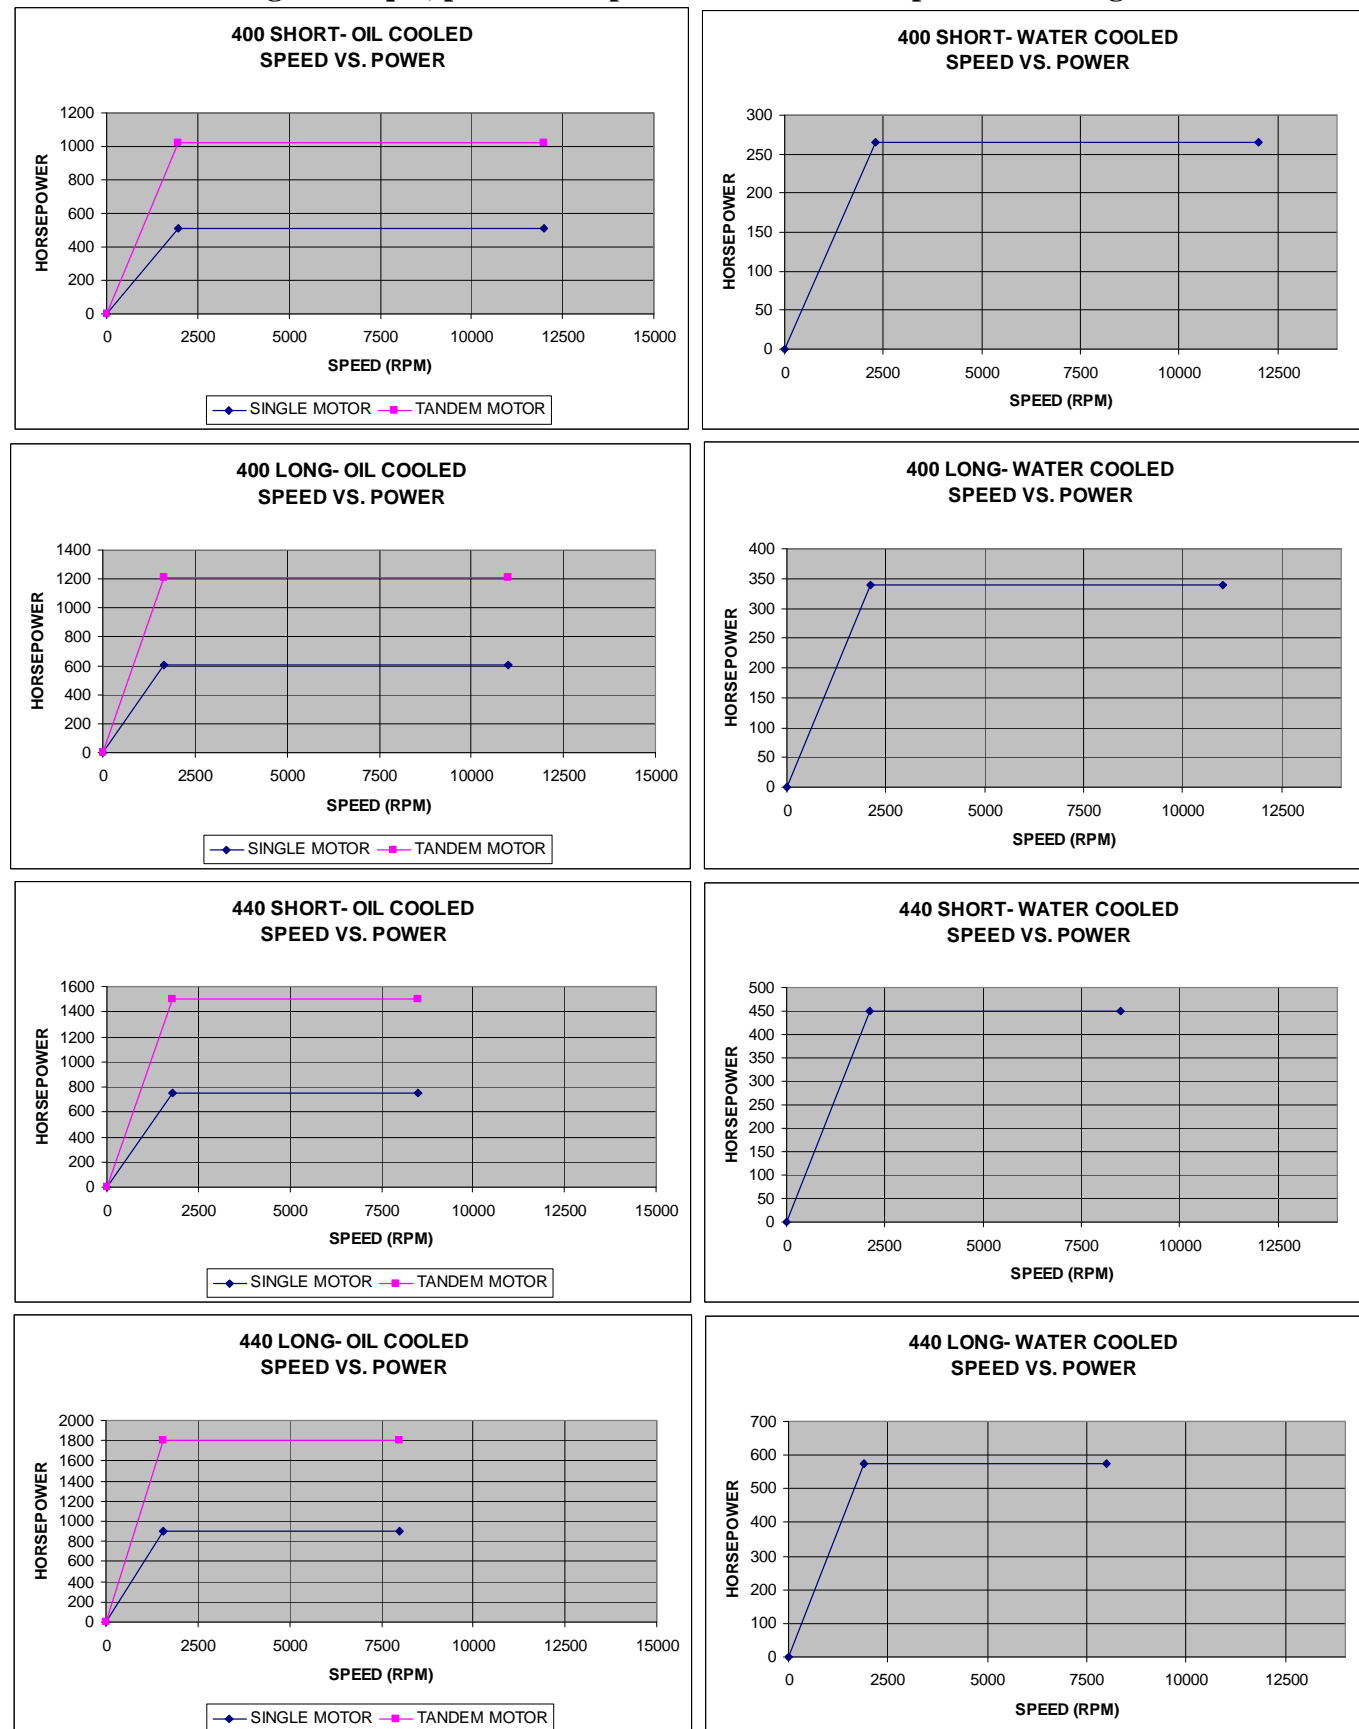 400 SHORT- OIL COOLED
SPEED VS. POWER
HORSEPOWER
1200
1000
800
600
400
200
0
0 2500 5000 7500 10000 12500 15000
SPEED (RPM)
SINGLE MOTOR TANDEM MOTOR
400 SHORT- WATER COOLED
SPEED VS. POWER
HORSEPOWER
300
250
200
150
100
50
0
0 2500 5000 7500 10000 12500
SPEED (RPM)
400 LONG- OIL COOLED
SPEED VS. POWER
HORSEPOWER
1400
1200
1000
800
600
400
200
0
0 2500 5000 7500 10000 12500 15000
SPEED (RPM)
SINGLE MOTOR TANDEM MOTOR
400 LONG- WATER COOLED
SPEED VS. POWER
HORSEPOWER
400
350
300
250
200
150
100
50
0
0 2500 5000 7500 10000 12500
SPEED (RPM)
440 SHORT- OIL COOLED
SPEED VS. POWER
HORSEPOWER
1600
1400
1200
1000
800
600
400
200
0
0 2500 5000 7500 10000 12500 15000
SPEED (RPM)
SINGLE MOTOR TANDEM MOTOR
440 SHORT- WATER COOLED
SPEED VS. POWER
HORSEPOWER
500
450
400
350
300
250
200
150
100
50
0
0 2500 5000 7500 10000 12500
SPEED (RPM)
440 LONG- OIL COOLED
SPEED VS. POWER
HORSEPOWER
2000
1800
1600
1400
1200
1000
800
600
400
200
0
0 2500 5000 7500 10000 12500 15000
SPEED (RPM)
SINGLE MOTOR TANDEM MOTOR
440 LONG- WATER COOLED
SPEED VS. POWER
HORSEPOWER
700
600
500
400
300
200
100
0
0 2500 5000 7500 10000 12500
SPEED (RPM)